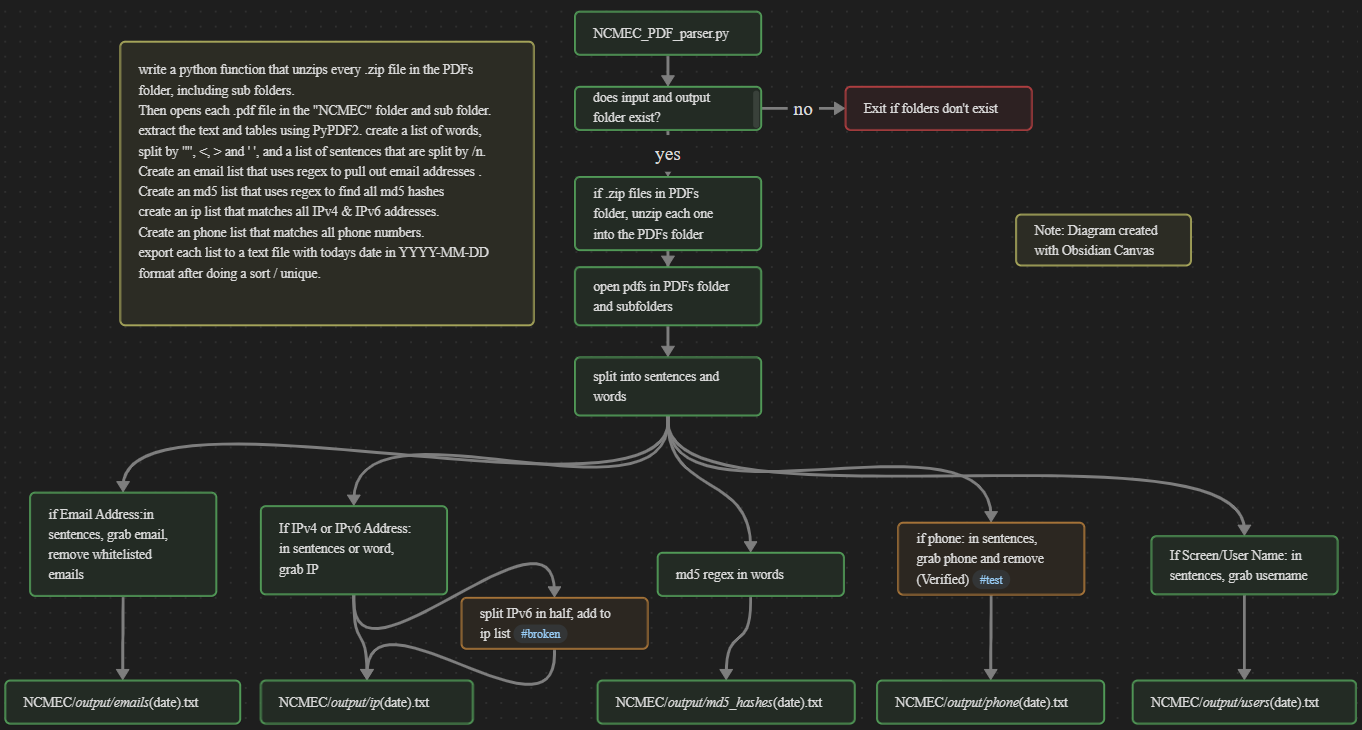 NCMEC_PDF_parser.py
write a python function that unzips every .zip file in the PDFs
folder, including sub folders.
Then opens each .pdf file in the "NCMEC" folder and sub folder.
extract the text and tables using PyPDF2. create a list of words,
split by '"', <, > and ' ', and a list of sentences that are split by /n.
Create an email list that uses regex to pull out email addresses .
Create an md5 list that uses regex to find all md5 hashes
create an ip list that matches all IPv4 & IPv6 addresses.
Create an phone list that matches all phone numbers.
export each list to a text file with todays date in YYYY-MM-DD
format after doing a sort / unique.
does input and output
folder exist?
no
Exit if folders don't exist
yes
if .zip files in PDFs
folder, unzip each one
into the PDFs folder
Note: Diagram created
with Obsidian Canvas
open pdfs in PDFs folder
and subfolders
split into sentences and
words
if Email Address:in
sentences, grab email,
remove whitelisted
emails
If IPv4 or IPv6 Address:
in sentences or word,
grab IP
split IPv6 in half, add to
ip list #broken
md5 regex in words
if phone: in sentences,
grab phone and remove
(Verified) #test
If Screen/User Name: in
sentences, grab username
NCMEC/output/emails(date).txt
NCMEC/output/ip(date).txt
NCMEC/output/md5_hashes(date).txt
NCMEC/output/phone(date).txt
NCMEC/output/users(date).txt